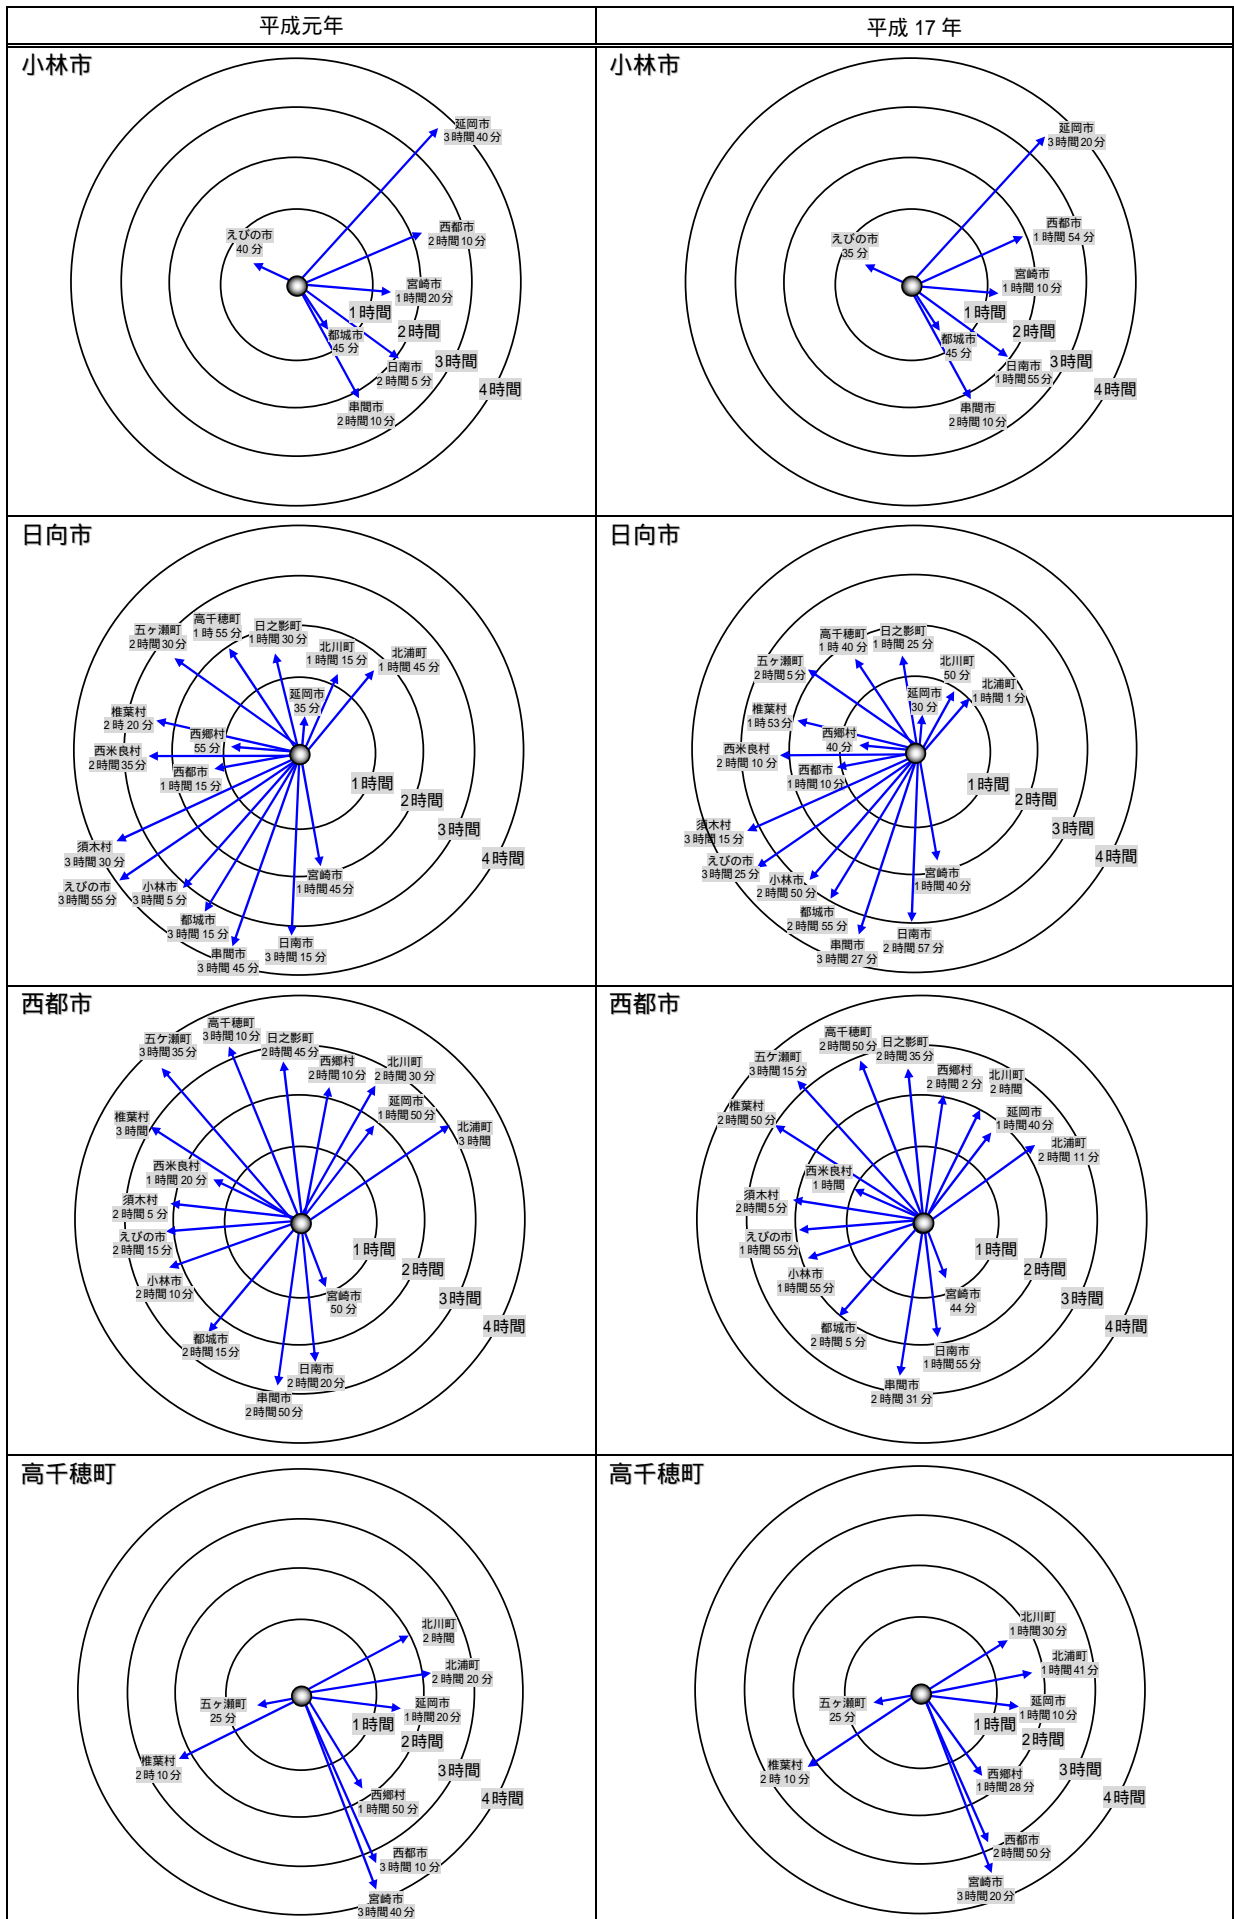 平成元年
平成 17 年
小林市
延岡市
3時間40分
えびの市
40分
西都市
2時間10分
宮崎市
1時間20分
1時間
都城市
45分
2時間
日南市
2時間5分
3時間
4時間
串間市
2時間10分
小林市
延岡市
3時間20分
えびの市
35分
西都市
1時間54分
宮崎市
1時間10分
1時間
都城市
45分
2時間
日南市
1時間55分
3時間
4時間
串間市
2時間10分
日向市
五ヶ瀬町
2時間30分
高千穂町
1時55分
日之影町
1時間30分
北川町
1時間15分
北浦町
1時間45分
延岡市
35分
椎葉村
2時20分
西郷村
55分
西米良村
2時間35分
西都市
1時間15分
1時間
2時間
3時間
4時間
須木村
3時間30分
えびの市
3時間55分
小林市
3時間5分
都城市
3時間15分
串間市
3時間45分
日南市
3時間15分
宮崎市
1時間45分
日向市
五ヶ瀬町
2時間5分
高千穂町
1時40分
日之影町
1時間25分
北川町
50分
北浦町
1時間1分
延岡市
30分
椎葉村
1時53分
西郷村
40分
西米良村
2時間10分
西都市
1時間10分
1時間
2時間
3時間
4時間
須木村
3時間15分
えびの市
3時間25分
小林市
2時間50分
都城市
2時間55分
串間市
3時間27分
日南市
2時間57分
宮崎市
1時間40分
西都市
五ケ瀬町
3時間35分
高千穂町
3時間10分
日之影町
2時間45分
西郷村
2時間10分
北川町
2時間30分
延岡市
1時間50分
北浦町
3時間
椎葉村
3時間
西米良村
1時間20分
須木村
2時間5分
えびの市
2時間15分
小林市
2時間10分
都城市
2時間15分
串間市
2時間50分
日南市
2時間20分
宮崎市
50分
1時間
2時間
3時間
4時間
西都市
五ケ瀬町
3時間15分
高千穂町
2時間50分
日之影町
2時間35分
西郷村
2時間2分
北川町
2時間
延岡市
1時間40分
北浦町
2時間11分
椎葉村
2時間50分
西米良村
1時間
須木村
2時間5分
えびの市
1時間55分
小林市
1時間55分
都城市
2時間5分
串間市
2時間31分
日南市
1時間55分
宮崎市
44分
1時間
2時間
3時間
4時間
高千穂町
北川町
2時間
北浦町
2時間20分
延岡市
1時間20分
五ヶ瀬町
25分
椎葉村
2時10分
1時間
2時間
3時間
4時間
西郷村
1時間50分
西都市
3時間10分
宮崎市
3時間40分
高千穂町
北川町
1時間30分
北浦町
1時間41分
延岡市
1時間10分
五ヶ瀬町
25分
椎葉村
2時10分
1時間
2時間
3時間
4時間
西郷村
1時間28分
西都市
2時間50分
宮崎市
3時間20分